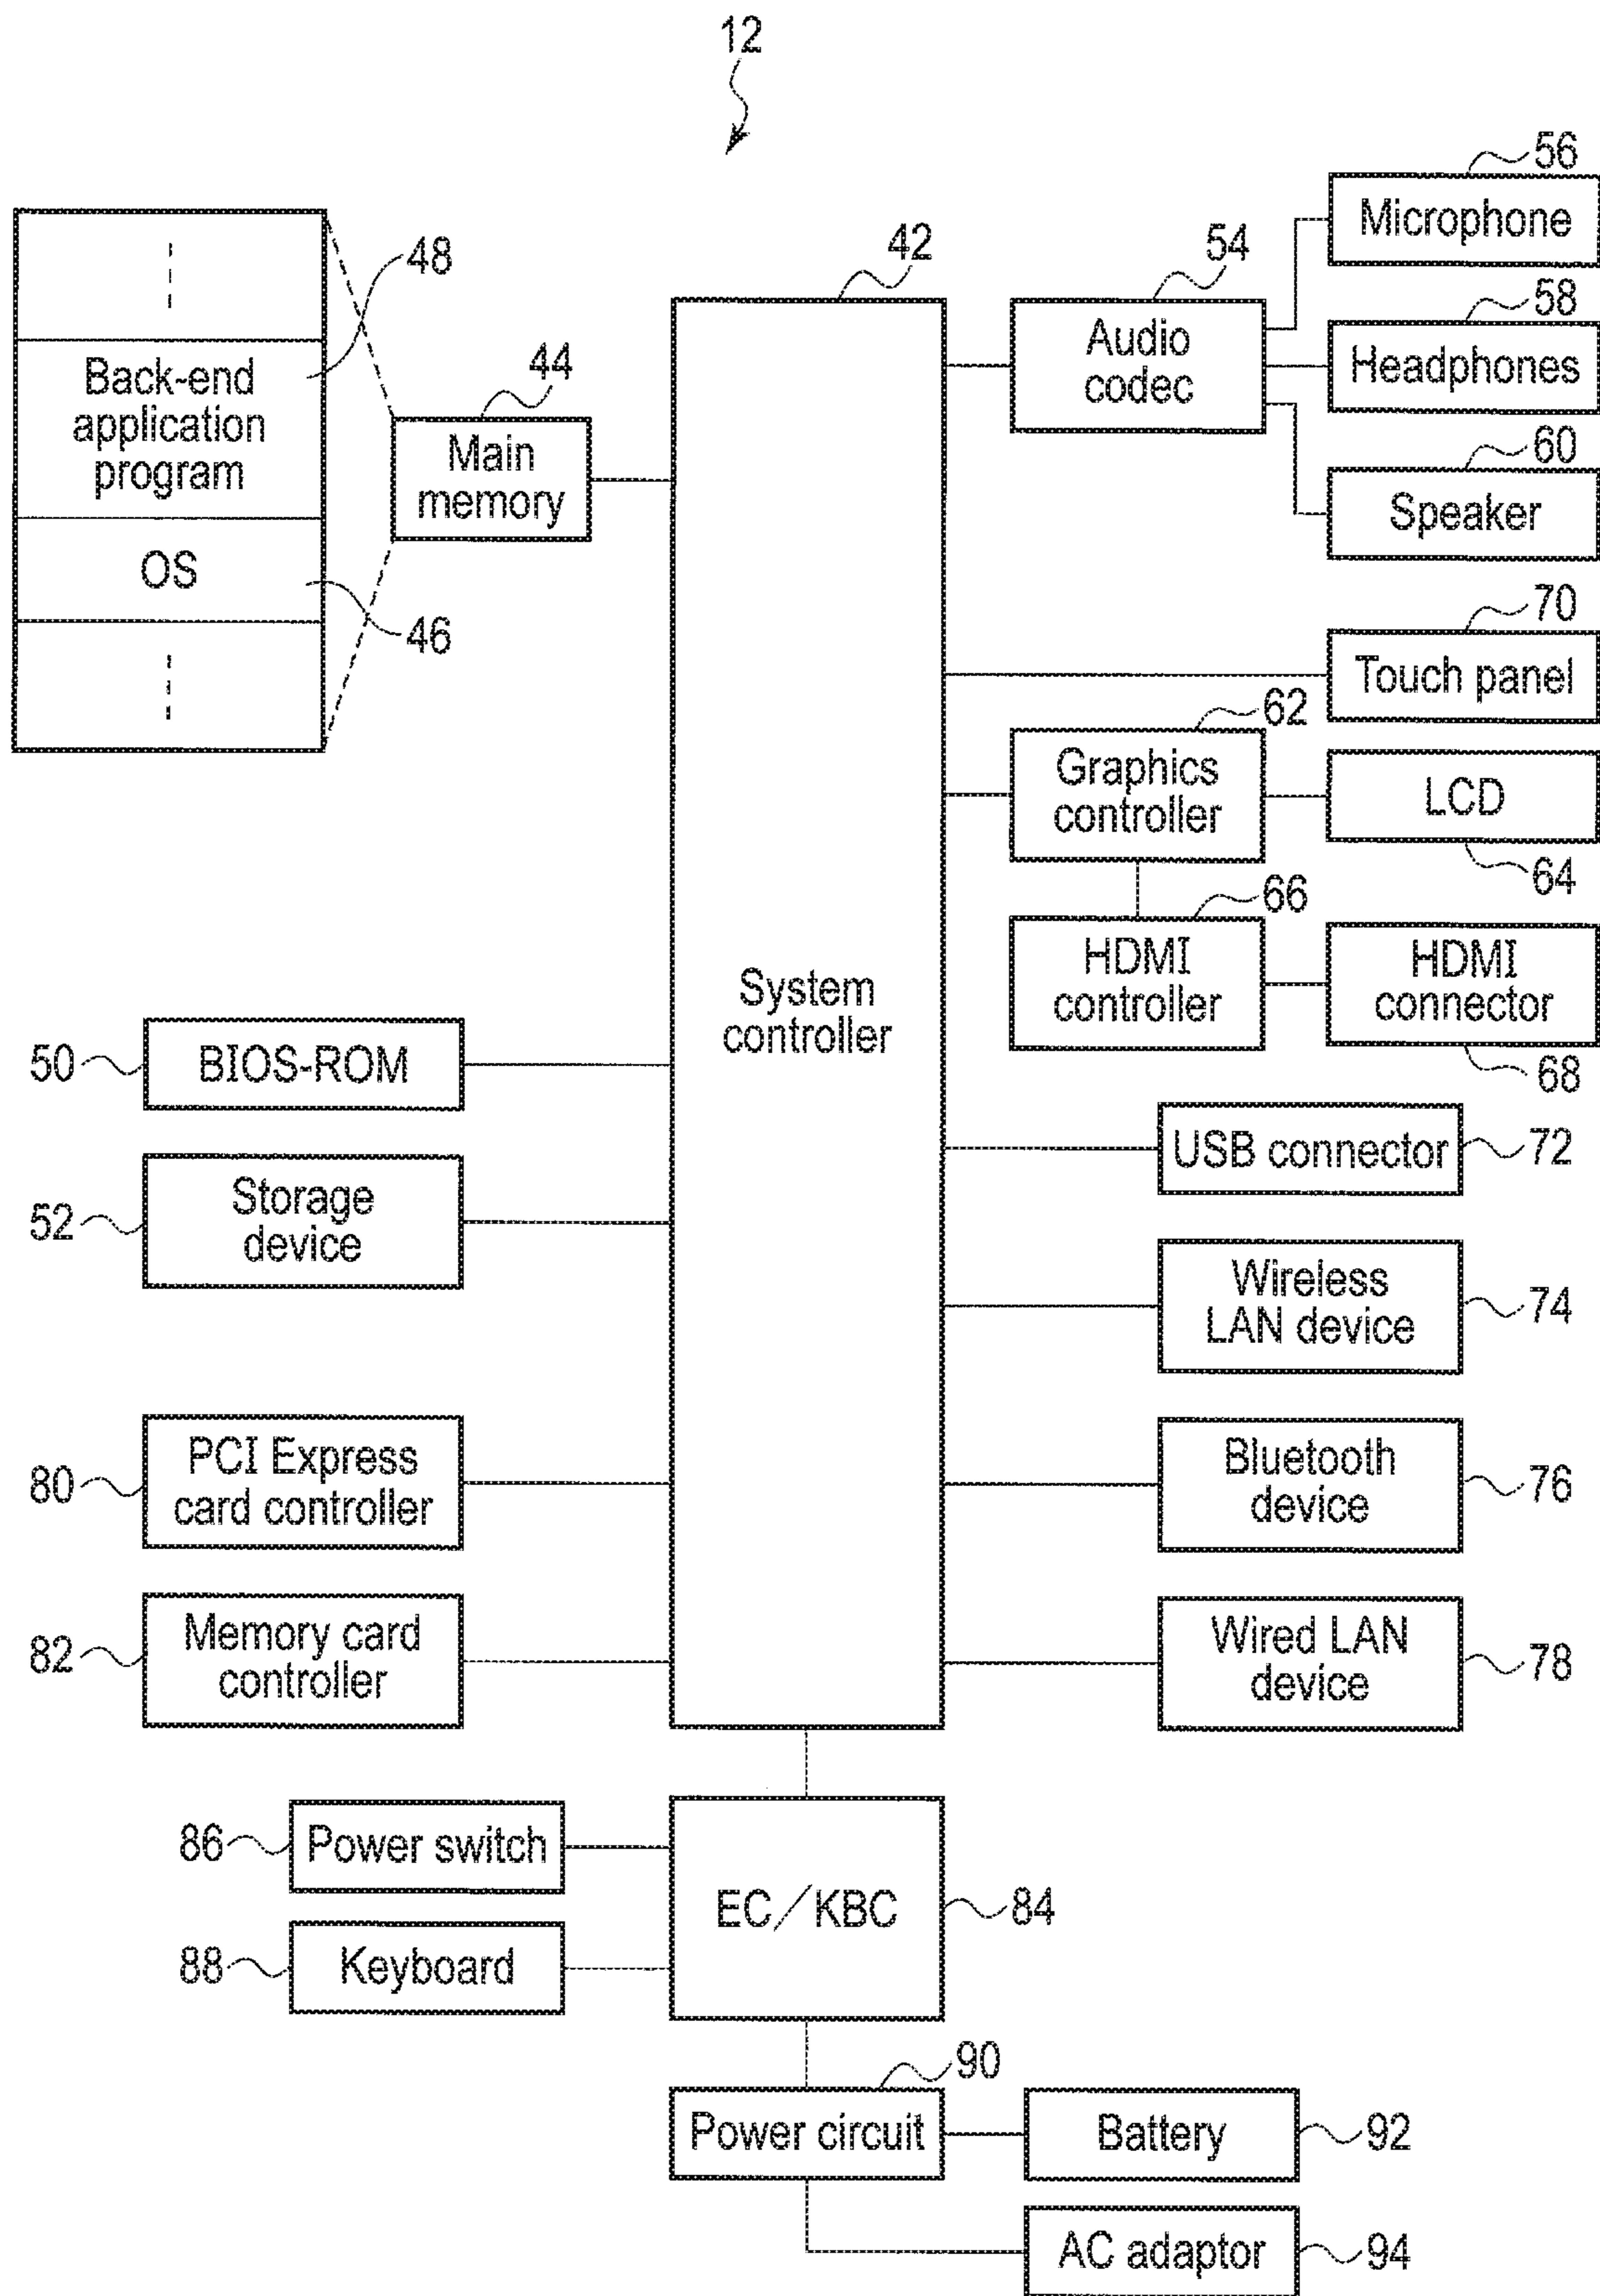 12
48
Back-end
application
program
OS
46
44
Main
memory
42
System
controller
54
Audio
codec
56
Microphone
58
Headphones
60
Speaker
70
Touch panel
62
Graphics
controller
LCD
64
66
HDMI
controller
HDMI
connector
68
50
BIOS-ROM
52
Storage
device
80
PCI Express
card controller
82
Memory card
controller
USB connector
72
Wireless
LAN device
74
Bluetooth
device
76
Wired LAN
device
78
86
Power switch
88
Keyboard
EC/KBC
84
90
Power circuit
Battery
92
AC adaptor
94